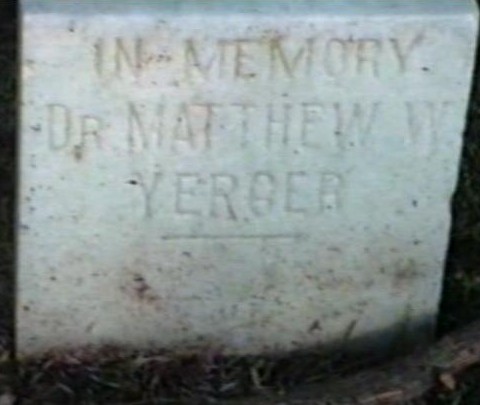 IN MEMORY
DR MATTHEW W
YERGER